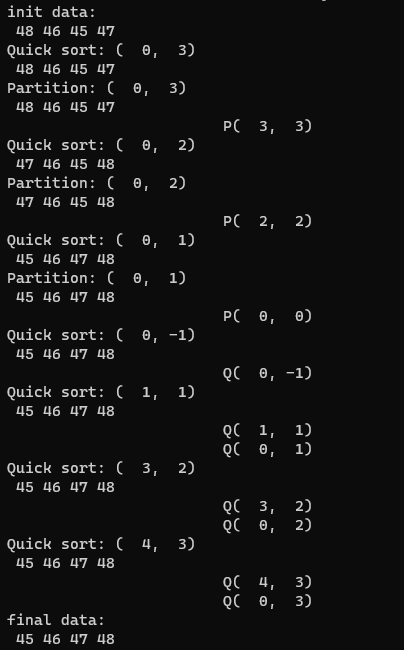 init data:
 48 46 45 47
Quick sort: (  0,  3)
 48 46 45 47
Partition: (  0,  3)
 48 46 45 47
                        P(  3,  3)
Quick sort: (  0,  2)
 47 46 45 48
Partition: (  0,  2)
 47 46 45 48
                        P(  2,  2)
Quick sort: (  0,  1)
 45 46 47 48
Partition: (  0,  1)
 45 46 47 48
                        P(  0,  0)
Quick sort: (  0, -1)
 45 46 47 48
                        Q(  0, -1)
Quick sort: (  1,  1)
 45 46 47 48
                        Q(  1,  1)
                        Q(  0,  1)
Quick sort: (  3,  2)
 45 46 47 48
                        Q(  3,  2)
                        Q(  0,  2)
Quick sort: (  4,  3)
 45 46 47 48
                        Q(  4,  3)
                        Q(  0,  3)
final data:
 45 46 47 48